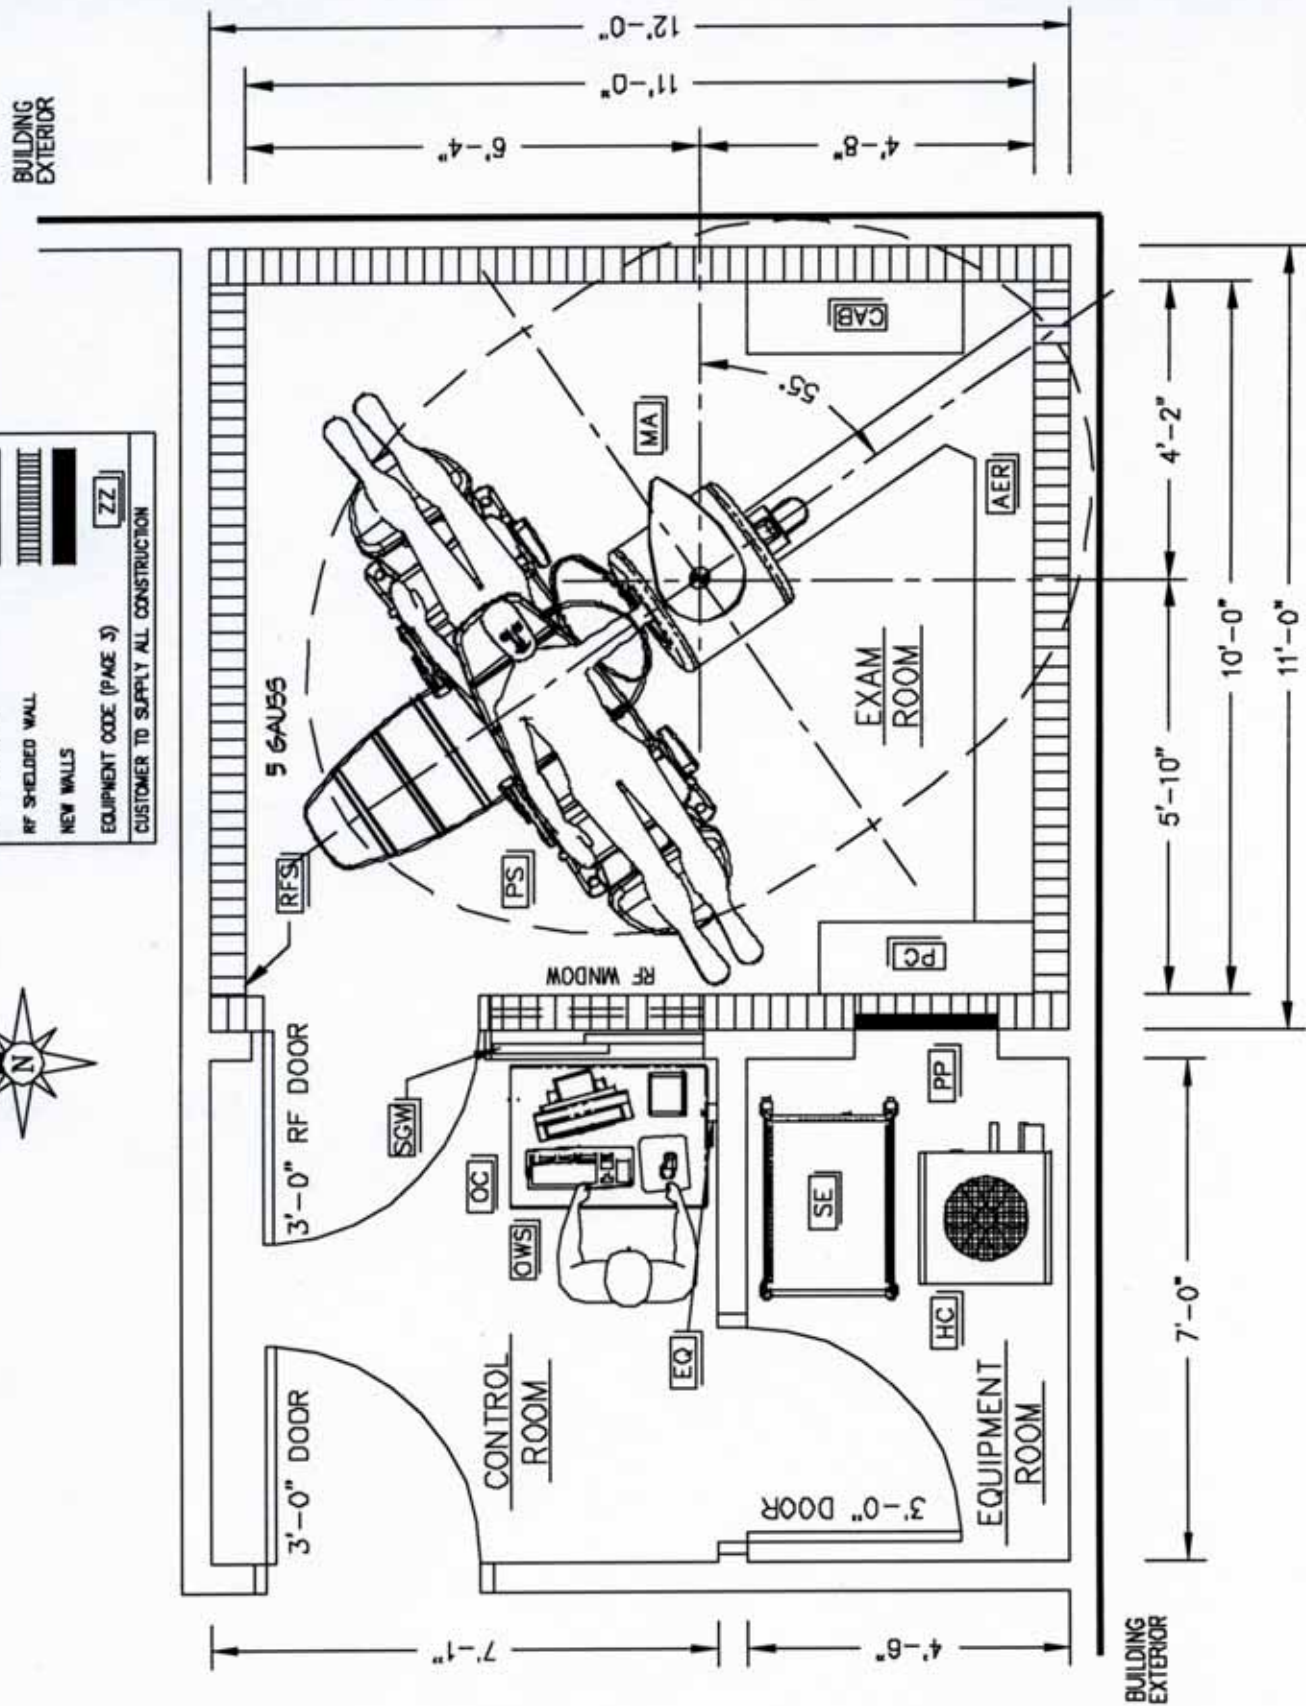 RF SHIELDED WALL
NEW WALLS
EQUIPMENT CODE (PAGE 3)
ZZ
CUSTOMER TO SUPPLY ALL CONSTRUCTION
N
BUILDING
EXTERIOR
3'-0" DOOR
3'-0" RF DOOR
RFS
5 GAUSS
SGW
OC
OWS
PS
RF WINDOW
CONTROL
ROOM
EQ
MA
55°
CAB
EXAM
ROOM
AER
PC
PP
SE
HC
3'-0" DOOR
EQUIPMENT
ROOM
7'-1"
4'-6"
6'-4"
4'-8"
11'-0"
12'-0"
7'-0"
5'-10"
4'-2"
10'-0"
11'-0"
BUILDING
EXTERIOR